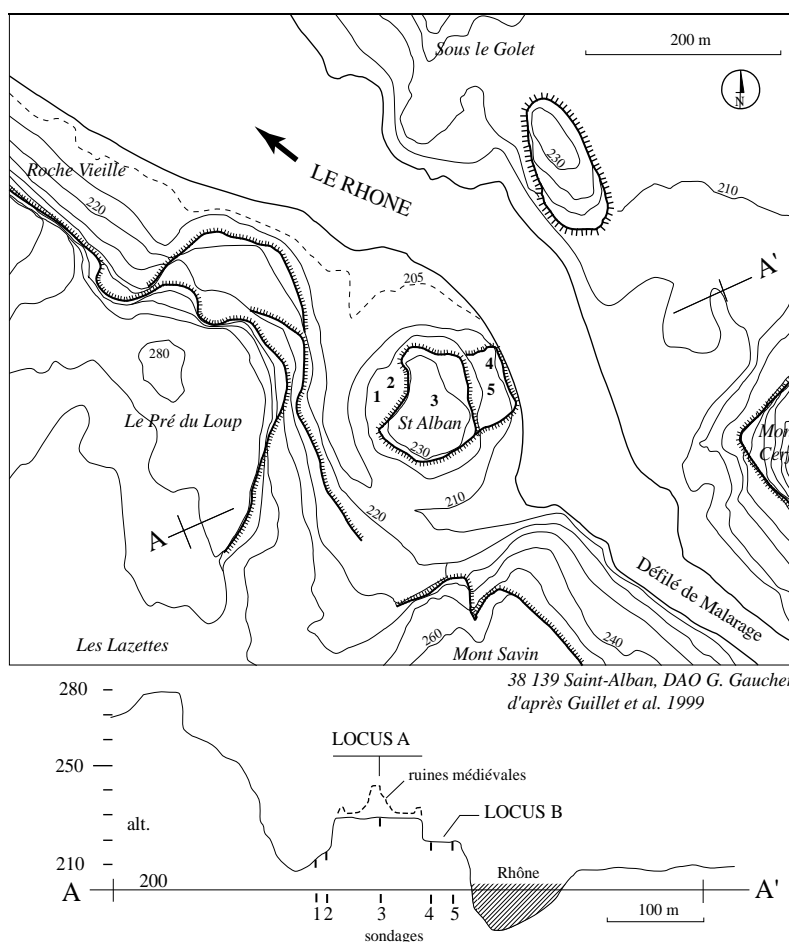 Sous le Golet
200 m
N
Roche Vieille
220
LE RHONE
230
210
205
A'
280
Le Pré du Loup
1
2
3
4
5
St Alban
230
210
220
A
Défilé de Malarage
Les Lazettes
260
Mont Savin
240
38 139 Saint-Alban, DAO G. Gaucher
d'après Guillet et al. 1999
280
250
alt.
210
200
LOCUS A
ruines médiévales
LOCUS B
Rhône
A
A'
1 2 3 4 5
sondages
100 m